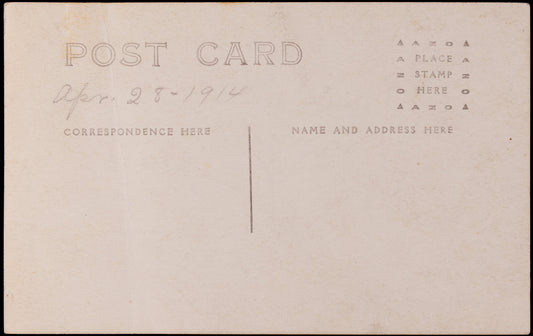 POST CARD
Apr. 28-1914
▲ A Z O ▲
A PLACE A
Z STAMP Z
O HERE O
▲ A Z O ▲
CORRESPONDENCE HERE
NAME AND ADDRESS HERE